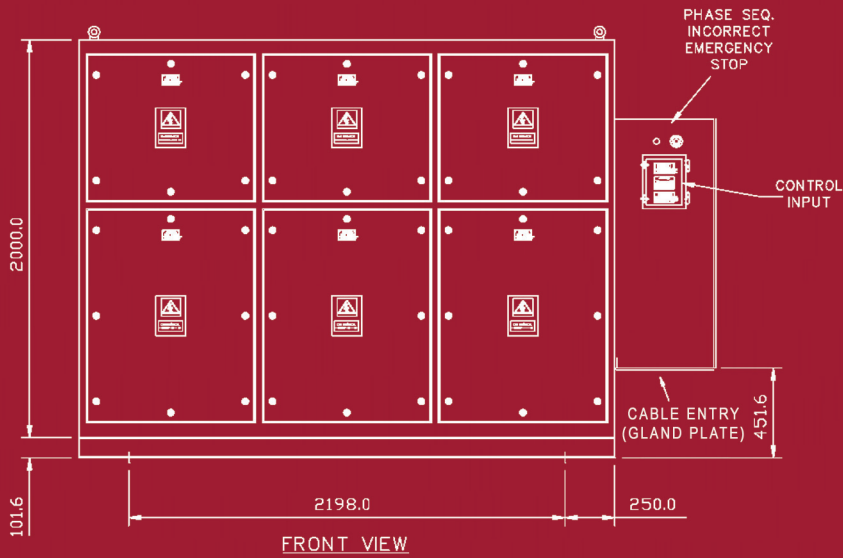 PHASE SEQ.
INCORRECT
EMERGENCY
STOP
CONTROL
INPUT
2000.0
CABLE ENTRY
(GLAND PLATE)
451.6
101.6
2198.0
250.0
FRONT VIEW